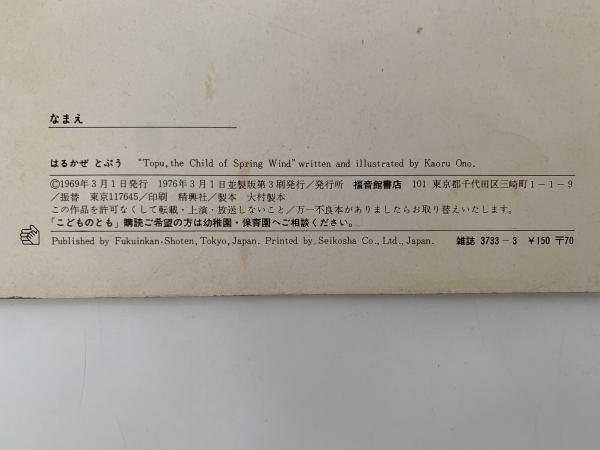 なまえ
はるかぜ とぷう “Topu, the Child of Spring Wind” written and illustrated by Kaoru Ono.
©1969年3月1日発行 1976年3月1日並製版第3刷発行／発行所 福音館書店 101 東京都千代田区三崎町1－1－9
／振替 東京117645／印刷 精興社／製本 大村製本
この作品を許可なくして転載・上演・放送しないこと／万一不良本がありましたらお取り替えいたします。
「こどものとも」購読ご希望の方は幼稚園・保育園へご相談ください。
Published by Fukuinkan-Shoten, Tokyo, Japan. Printed by Seikosha Co., Ltd., Japan. 雑誌 3733－3 ￥150 〒70